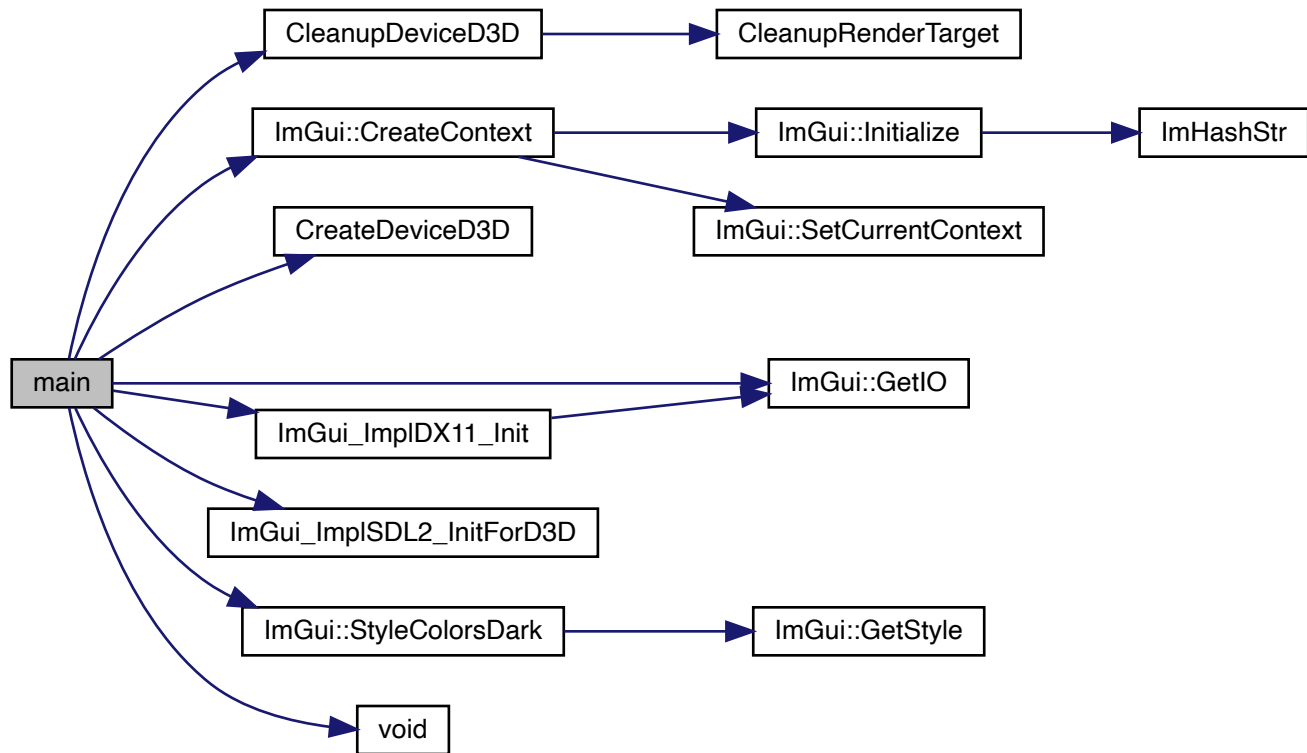 CleanupDeviceD3D
CleanupRenderTarget
ImGui::CreateContext
ImGui::Initialize
ImHashStr
CreateDeviceD3D
ImGui::SetCurrentContext
main
ImGui::GetIO
ImGui_ImplDX11_Init
ImGui_ImplSDL2_InitForD3D
ImGui::StyleColorsDark
ImGui::GetStyle
void